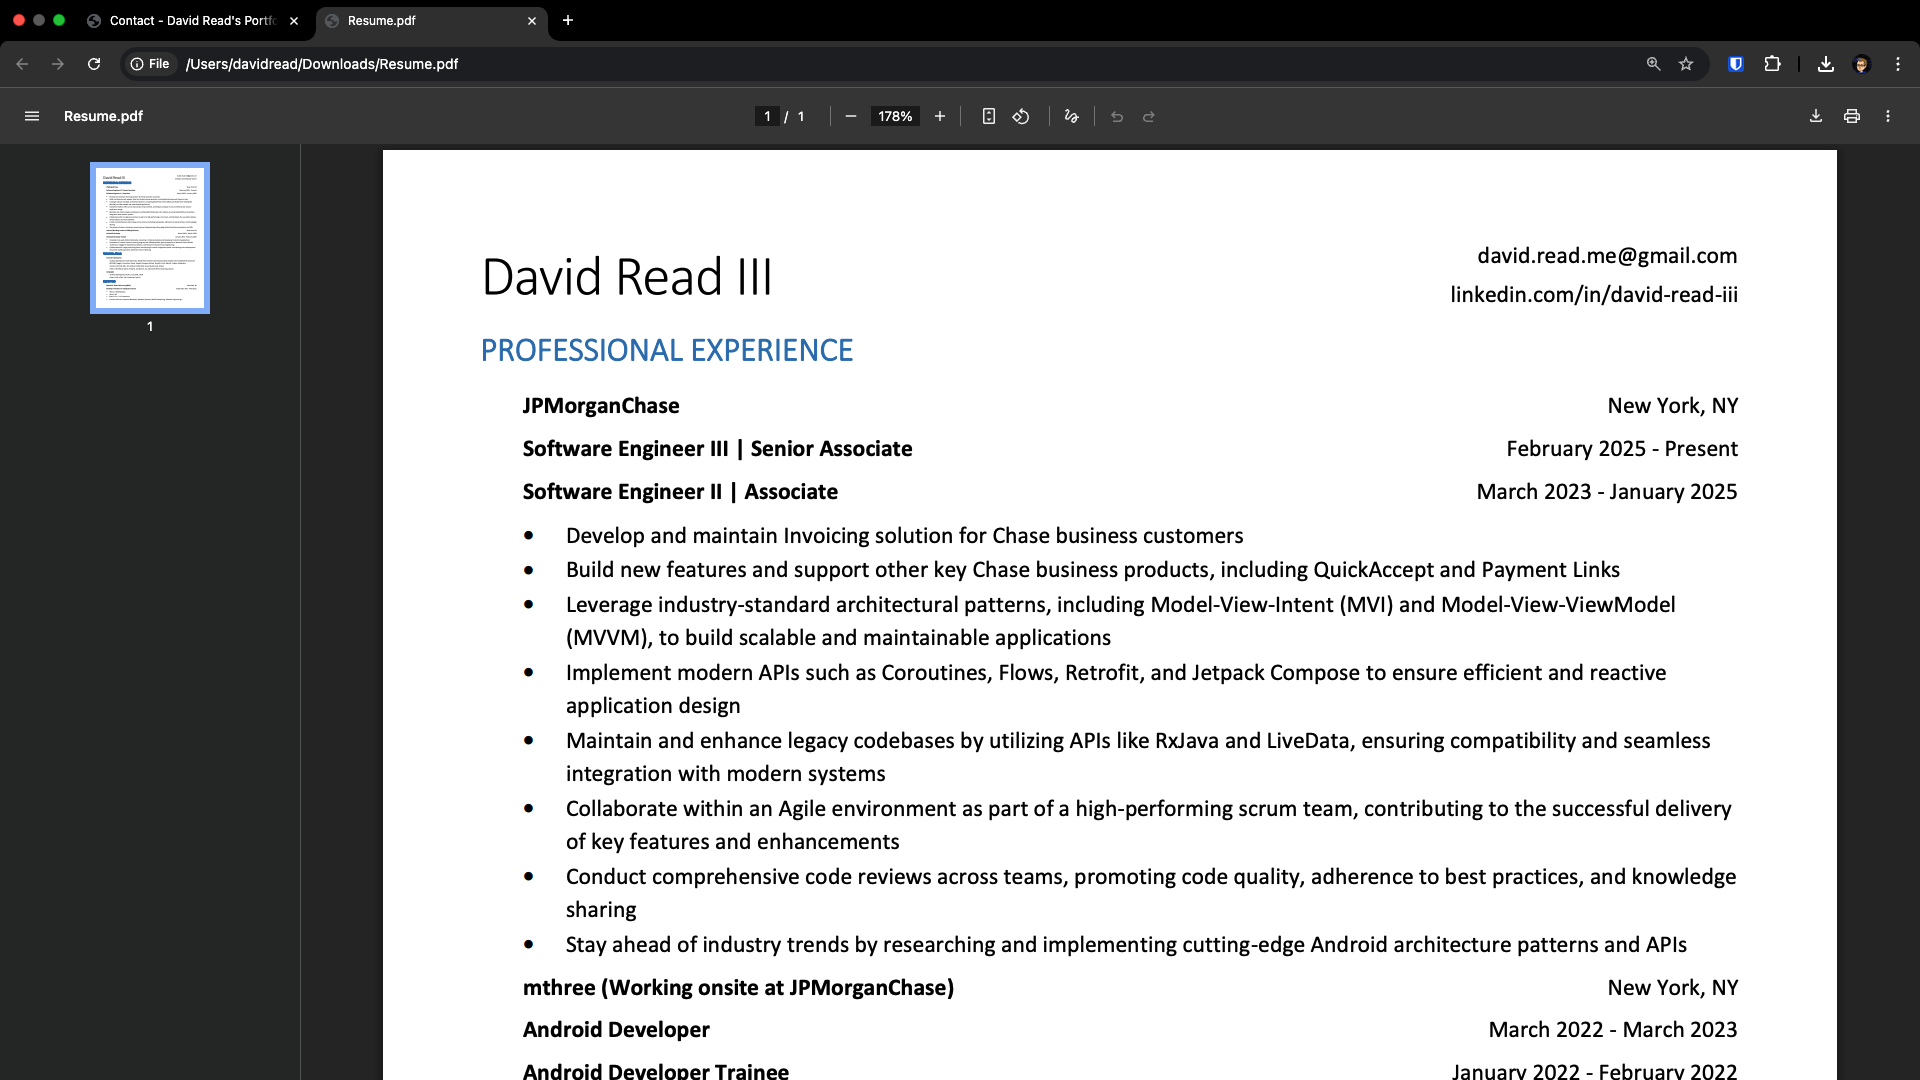 Contact - David Read's Portfo
Resume.pdf
File
/Users/davidread/Downloads/Resume.pdf
Resume.pdf
1 / 1
178%
1
David Read III
david.read.me@gmail.com
linkedin.com/in/david-read-iii
PROFESSIONAL EXPERIENCE
JPMorganChase New York, NY
Software Engineer III | Senior Associate February 2025 - Present
Software Engineer II | Associate March 2023 - January 2025
• Develop and maintain Invoicing solution for Chase business customers
• Build new features and support other key Chase business products, including QuickAccept and Payment Links
• Leverage industry-standard architectural patterns, including Model-View-Intent (MVI) and Model-View-ViewModel
(MVVM), to build scalable and maintainable applications
• Implement modern APIs such as Coroutines, Flows, Retrofit, and Jetpack Compose to ensure efficient and reactive
application design
• Maintain and enhance legacy codebases by utilizing APIs like RxJava and LiveData, ensuring compatibility and seamless
integration with modern systems
• Collaborate within an Agile environment as part of a high-performing scrum team, contributing to the successful delivery
of key features and enhancements
• Conduct comprehensive code reviews across teams, promoting code quality, adherence to best practices, and knowledge
sharing
• Stay ahead of industry trends by researching and implementing cutting-edge Android architecture patterns and APIs
mthree (Working onsite at JPMorganChase) New York, NY
Android Developer March 2022 - March 2023
Android Developer Trainee January 2022 - February 2022